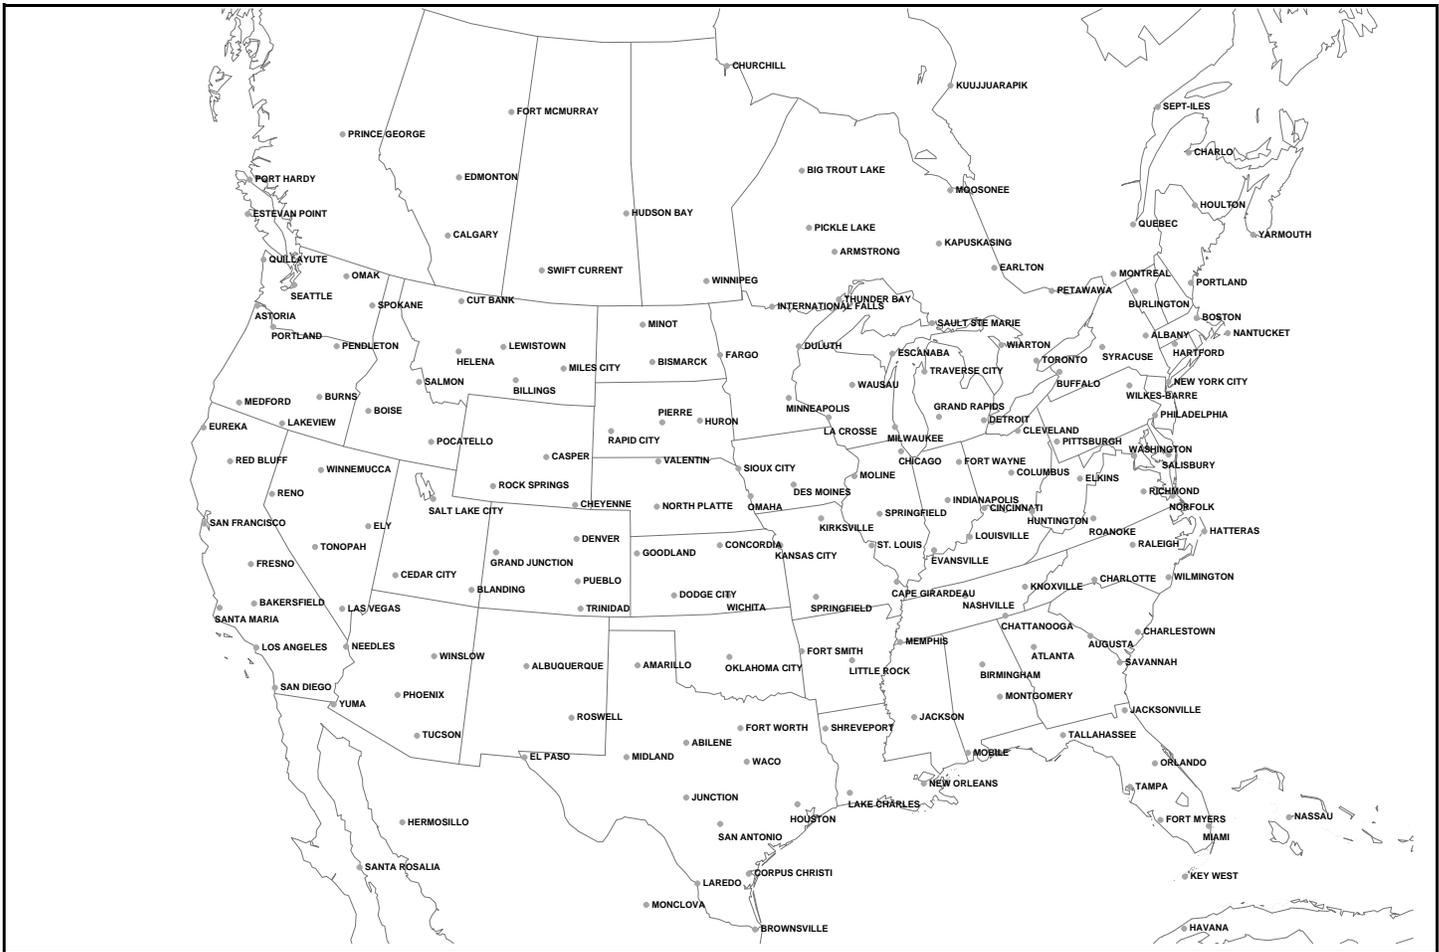 CHURCHILL
KUUJJUARAPIK
SEPT-ILES
FORT MCMURRAY
PRINCE GEORGE
CHARLO
BIG TROUT LAKE
EDMONTON
PORT HARDY
MOOSONEE
HOULTON
HUDSON BAY
ESTEVAN POINT
QUEBEC
PICKLE LAKE
CALGARY
YARMOUTH
KAPUSKASING
ARMSTRONG
QUILLAYUTE
EARLTON
SWIFT CURRENT
OMAK
MONTREAL
WINNIPEG
PORTLAND
PETAWAWA
SEATTLE
CUT BANK
THUNDER BAY
SPOKANE
BURLINGTON
INTERNATIONAL FALLS
ASTORIA
BOSTON
MINOT
SAULT STE MARIE
NANTUCKET
PORTLAND
ALBANY
PENDLETON
LEWISTOWN
DULUTH
WIARTON
ESCANABA
HARTFORD
FARGO
SYRACUSE
TORONTO
HELENA
BISMARCK
MILES CITY
TRAVERSE CITY
SALMON
NEW YORK CITY
BUFFALO
WAUSAU
BILLINGS
WILKES-BARRE
BURNS
MEDFORD
GRAND RAPIDS
MINNEAPOLIS
BOISE
PIERRE
PHILADELPHIA
DETROIT
HURON
LAKEVIEW
EUREKA
CLEVELAND
LA CROSSE
MILWAUKEE
RAPID CITY
POCATELLO
PITTSBURGH
WASHINGTON
CASPER
RED BLUFF
VALENTIN
CHICAGO
FORT WAYNE
SALISBURY
WINNEMUCCA
SIOUX CITY
COLUMBUS
MOLINE
ELKINS
ROCK SPRINGS
DES MOINES
RICHMOND
RENO
INDIANAPOLIS
CHEYENNE
NORTH PLATTE
OMAHA
NORFOLK
CINCINNATI
SALT LAKE CITY
SPRINGFIELD
HUNTINGTON
SAN FRANCISCO
ELY
KIRKSVILLE
HATTERAS
ROANOKE
LOUISVILLE
DENVER
RALEIGH
TONOPAH
CONCORDIA
ST. LOUIS
GOODLAND
KANSAS CITY
EVANSVILLE
GRAND JUNCTION
FRESNO
CEDAR CITY
WILMINGTON
CHARLOTTE
PUEBLO
KNOXVILLE
BLANDING
CAPE GIRARDEAU
DODGE CITY
BAKERSFIELD
NASHVILLE
LAS VEGAS
TRINIDAD
WICHITA
SPRINGFIELD
SANTA MARIA
CHATTANOOGA
CHARLESTOWN
MEMPHIS
AUGUSTA
LOS ANGELES
NEEDLES
FORT SMITH
WINSLOW
ATLANTA
SAVANNAH
ALBUQUERQUE
AMARILLO
OKLAHOMA CITY
LITTLE ROCK
BIRMINGHAM
SAN DIEGO
PHOENIX
MONTGOMERY
YUMA
JACKSONVILLE
ROSWELL
JACKSON
FORT WORTH
SHREVEPORT
TUCSON
TALLAHASSEE
ABILENE
MOBILE
EL PASO
MIDLAND
WACO
ORLANDO
NEW ORLEANS
TAMPA
JUNCTION
LAKE CHARLES
HOUSTON
FORT MYERS
NASSAU
HERMOSILLO
SAN ANTONIO
MIAMI
SANTA ROSALIA
CORPUS CHRISTI
KEY WEST
LAREDO
MONCLOVA
HAVANA
BROWNSVILLE